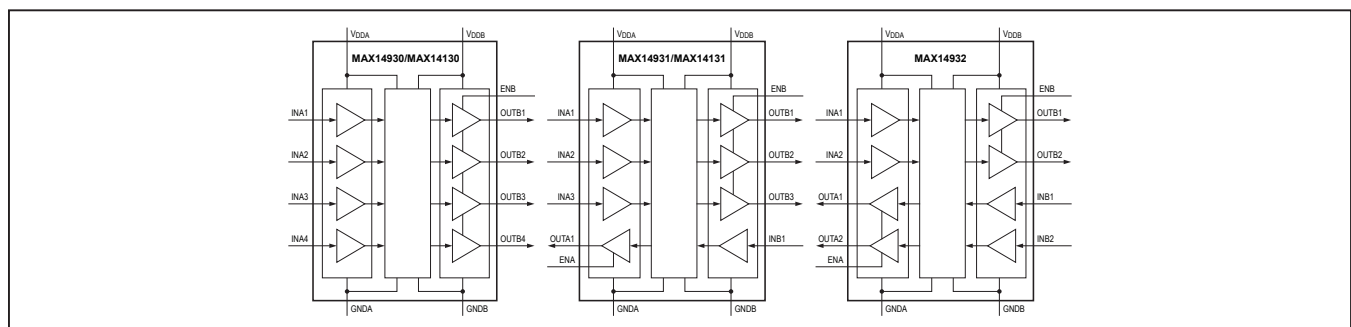 VDDA VDDB
MAX14930/MAX14130
ENB
INA1 OUTB1
INA2 OUTB2
INA3 OUTB3
INA4 OUTB4
GNDA GNDB
VDDA VDDB
MAX14931/MAX14131
ENB
INA1 OUTB1
INA2 OUTB2
INA3 OUTB3
OUTA1 INB1
ENA
GNDA GNDB
VDDA VDDB
MAX14932
ENB
INA1 OUTB1
INA2 OUTB2
OUTA1 INB1
OUTA2 INB2
ENA
GNDA GNDB